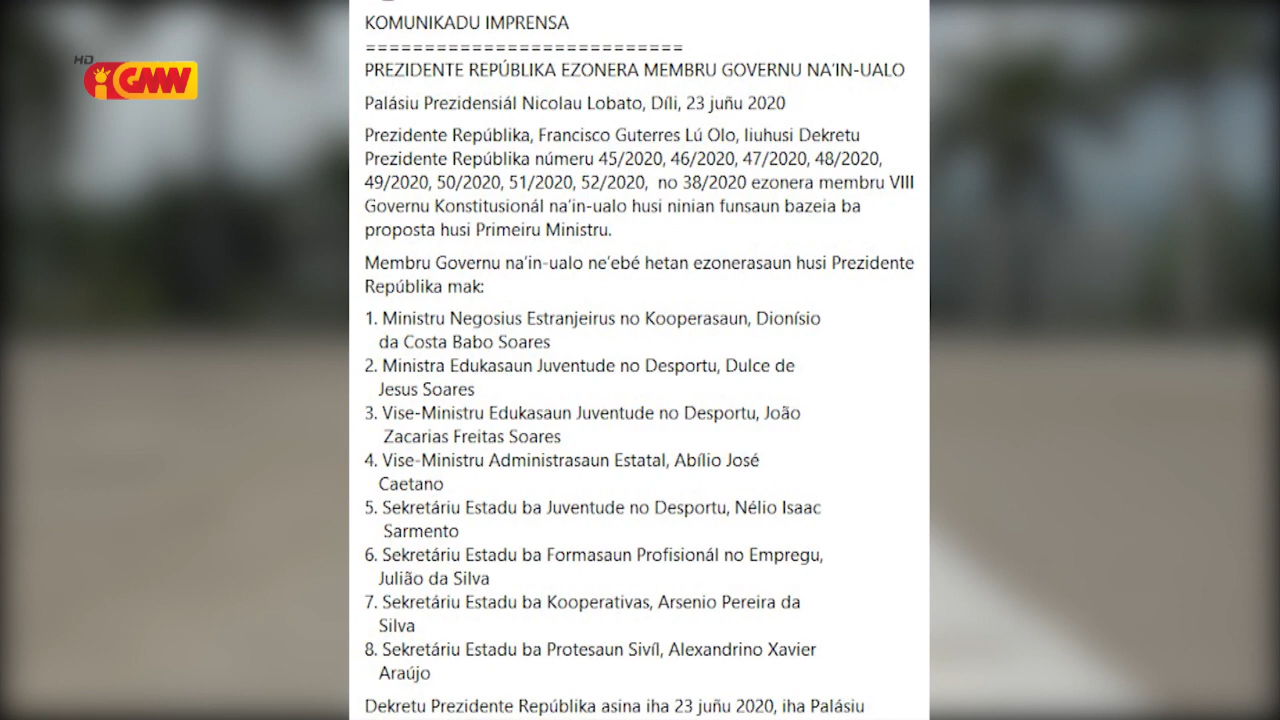 HD
GMN
KOMUNIKADU IMPRENSA
===========================
PREZIDENTE REPÚBLIKA EZONERA MEMBRU GOVERNU NA’IN-UALO
Palásiu Prezidensiál Nicolau Lobato, Díli, 23 juñu 2020
Prezidente Repúblika, Francisco Guterres Lú Olo, liuhusi Dekretu
Prezidente Repúblika númeru 45/2020, 46/2020, 47/2020, 48/2020,
49/2020, 50/2020, 51/2020, 52/2020,  no 38/2020 ezonera membru VIII
Governu Konstitusionál na’in-ualo husi ninian funsaun bazeia ba
proposta husi Primeiru Ministru.
Membru Governu na’in-ualo ne’ebé hetan ezonerasaun husi Prezidente
Repúblika mak:
1. Ministru Negosius Estranjeirus no Kooperasaun, Dionísio
da Costa Babo Soares
2. Ministra Edukasaun Juventude no Desportu, Dulce de
Jesus Soares
3. Vise-Ministru Edukasaun Juventude no Desportu, João
Zacarias Freitas Soares
4. Vise-Ministru Administrasaun Estatal, Abílio José
Caetano
5. Sekretáriu Estadu ba Juventude no Desportu, Nélio Isaac
Sarmento
6. Sekretáriu Estadu ba Formasaun Profisionál no Empregu,
Julião da Silva
7. Sekretáriu Estadu ba Kooperativas, Arsenio Pereira da
Silva
8. Sekretáriu Estadu ba Protesaun Sivíl, Alexandrino Xavier
Araújo
Dekretu Prezidente Repúblika asina iha 23 juñu 2020, iha Palásiu